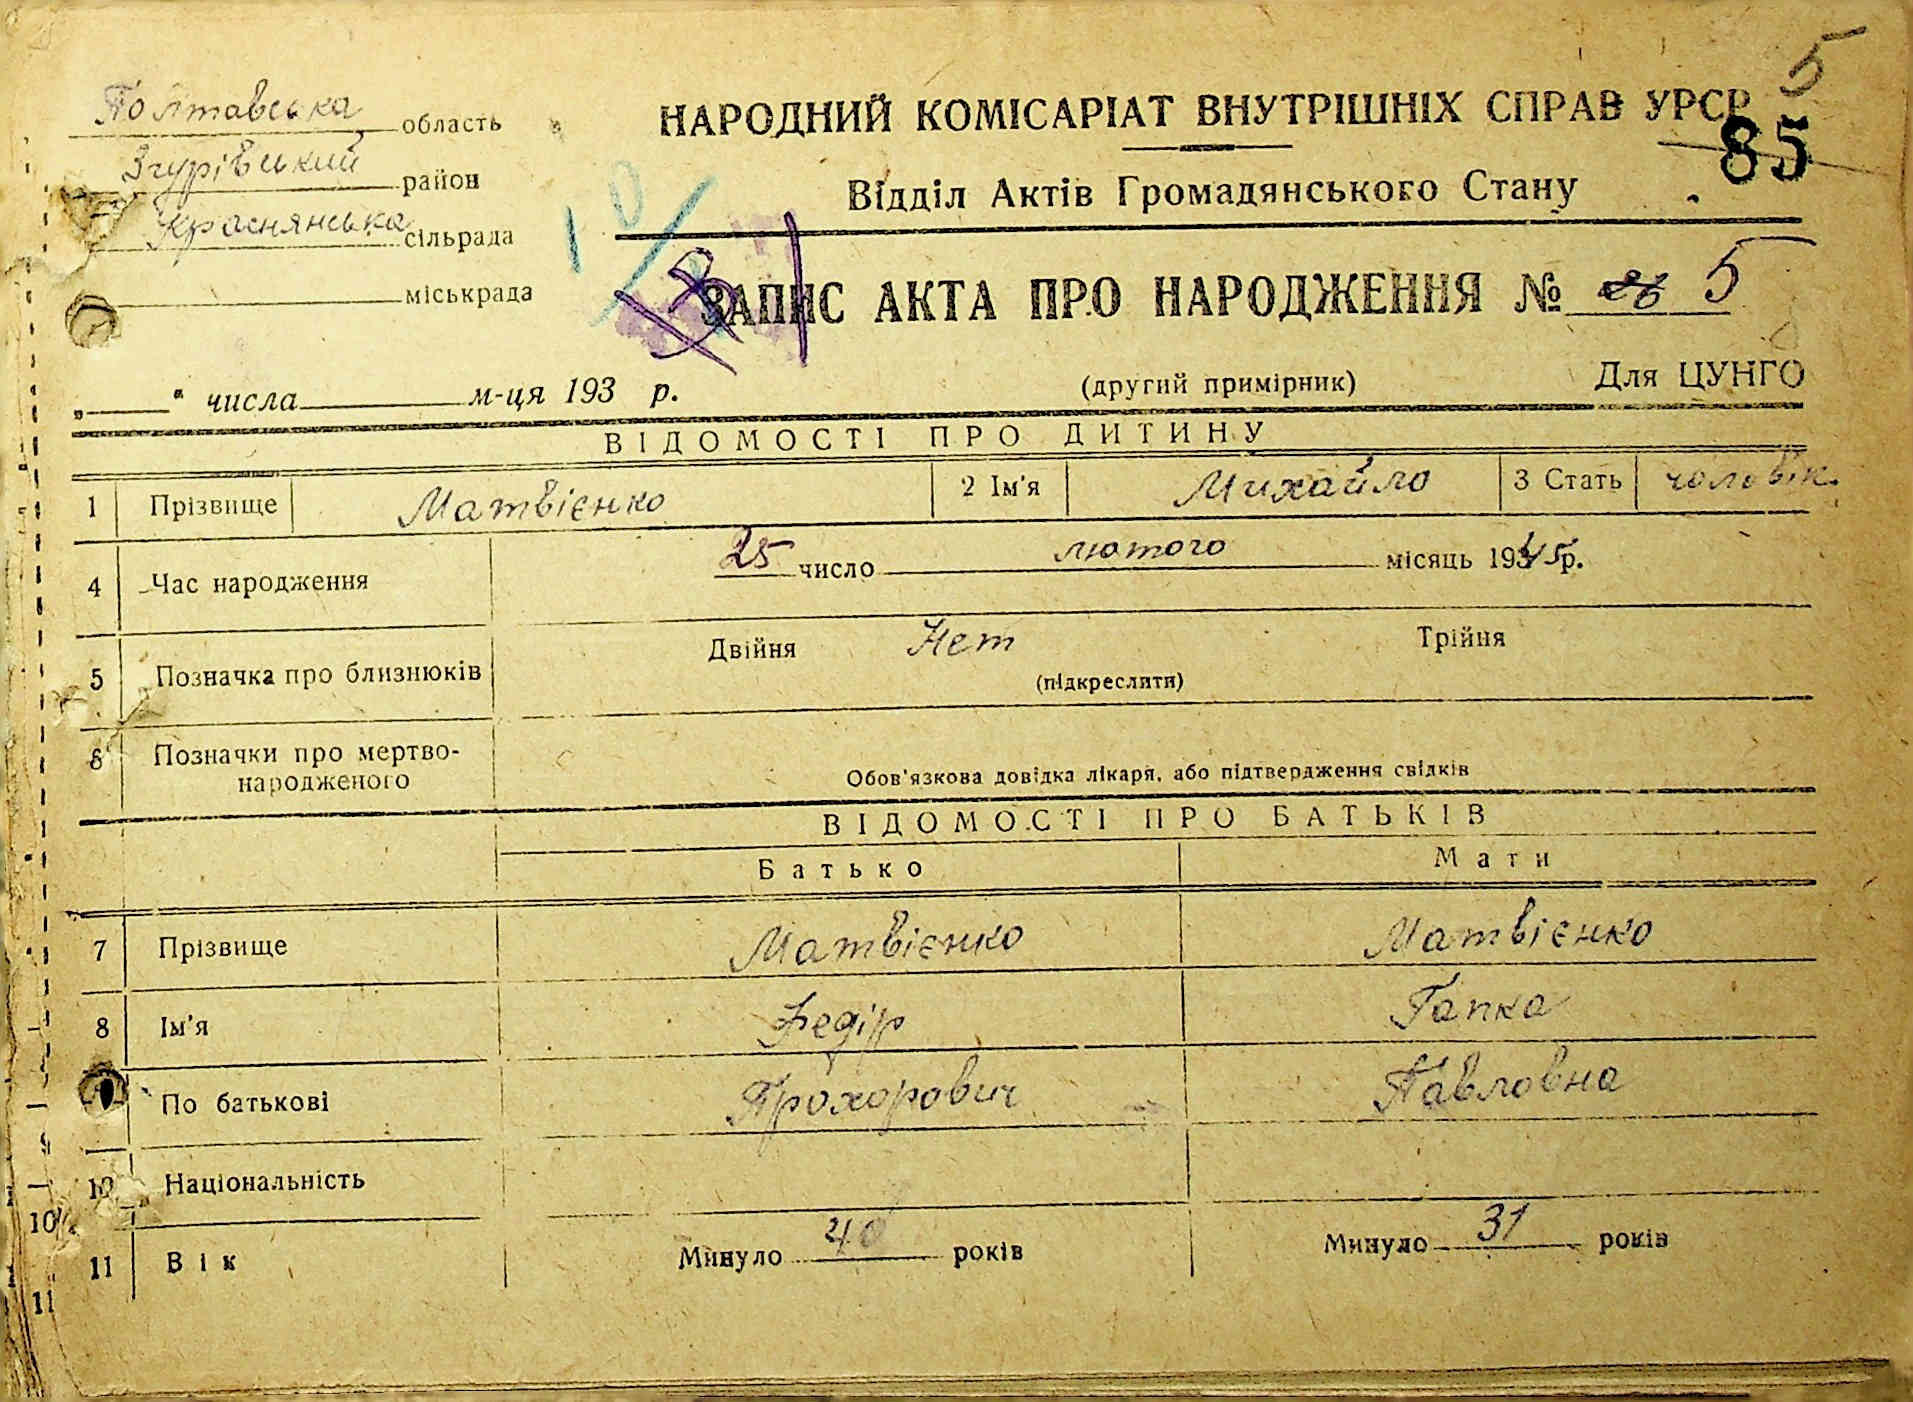 Полтавська область
Згурівський район
Краснянська сільрада
міськрада
5
НАРОДНИЙ КОМІСАРІАТ ВНУТРІШНІХ СПРАВ УРСР
85
Відділ Актів Громадянського Стану
10/
ЗАПИС АКТА ПРО НАРОДЖЕННЯ № 5
„ “ числа м-ця 193 р.
(другий примірник)
Для ЦУНГО
ВІДОМОСТІ ПРО ДИТИНУ
1 Прізвище Матвієнко 2 Ім'я Михайло 3 Стать чоловік.
4 Час народження 25 число лютого місяць 1945р.
5 Позначка про близнюків Двійня Нет Трійня
(підкреслити)
6 Позначки про мертво-
народженого
Обов'язкова довідка лікаря, або підтвердження свідків
ВІДОМОСТІ ПРО БАТЬКІВ
Батько Мати
7 Прізвище Матвієнко Матвієнко
8 Ім'я Федір Гапка
По батькові Прохорович Павловна
10 Національність
10
11 Вік Минуло 40 років Минуло 31 років
11